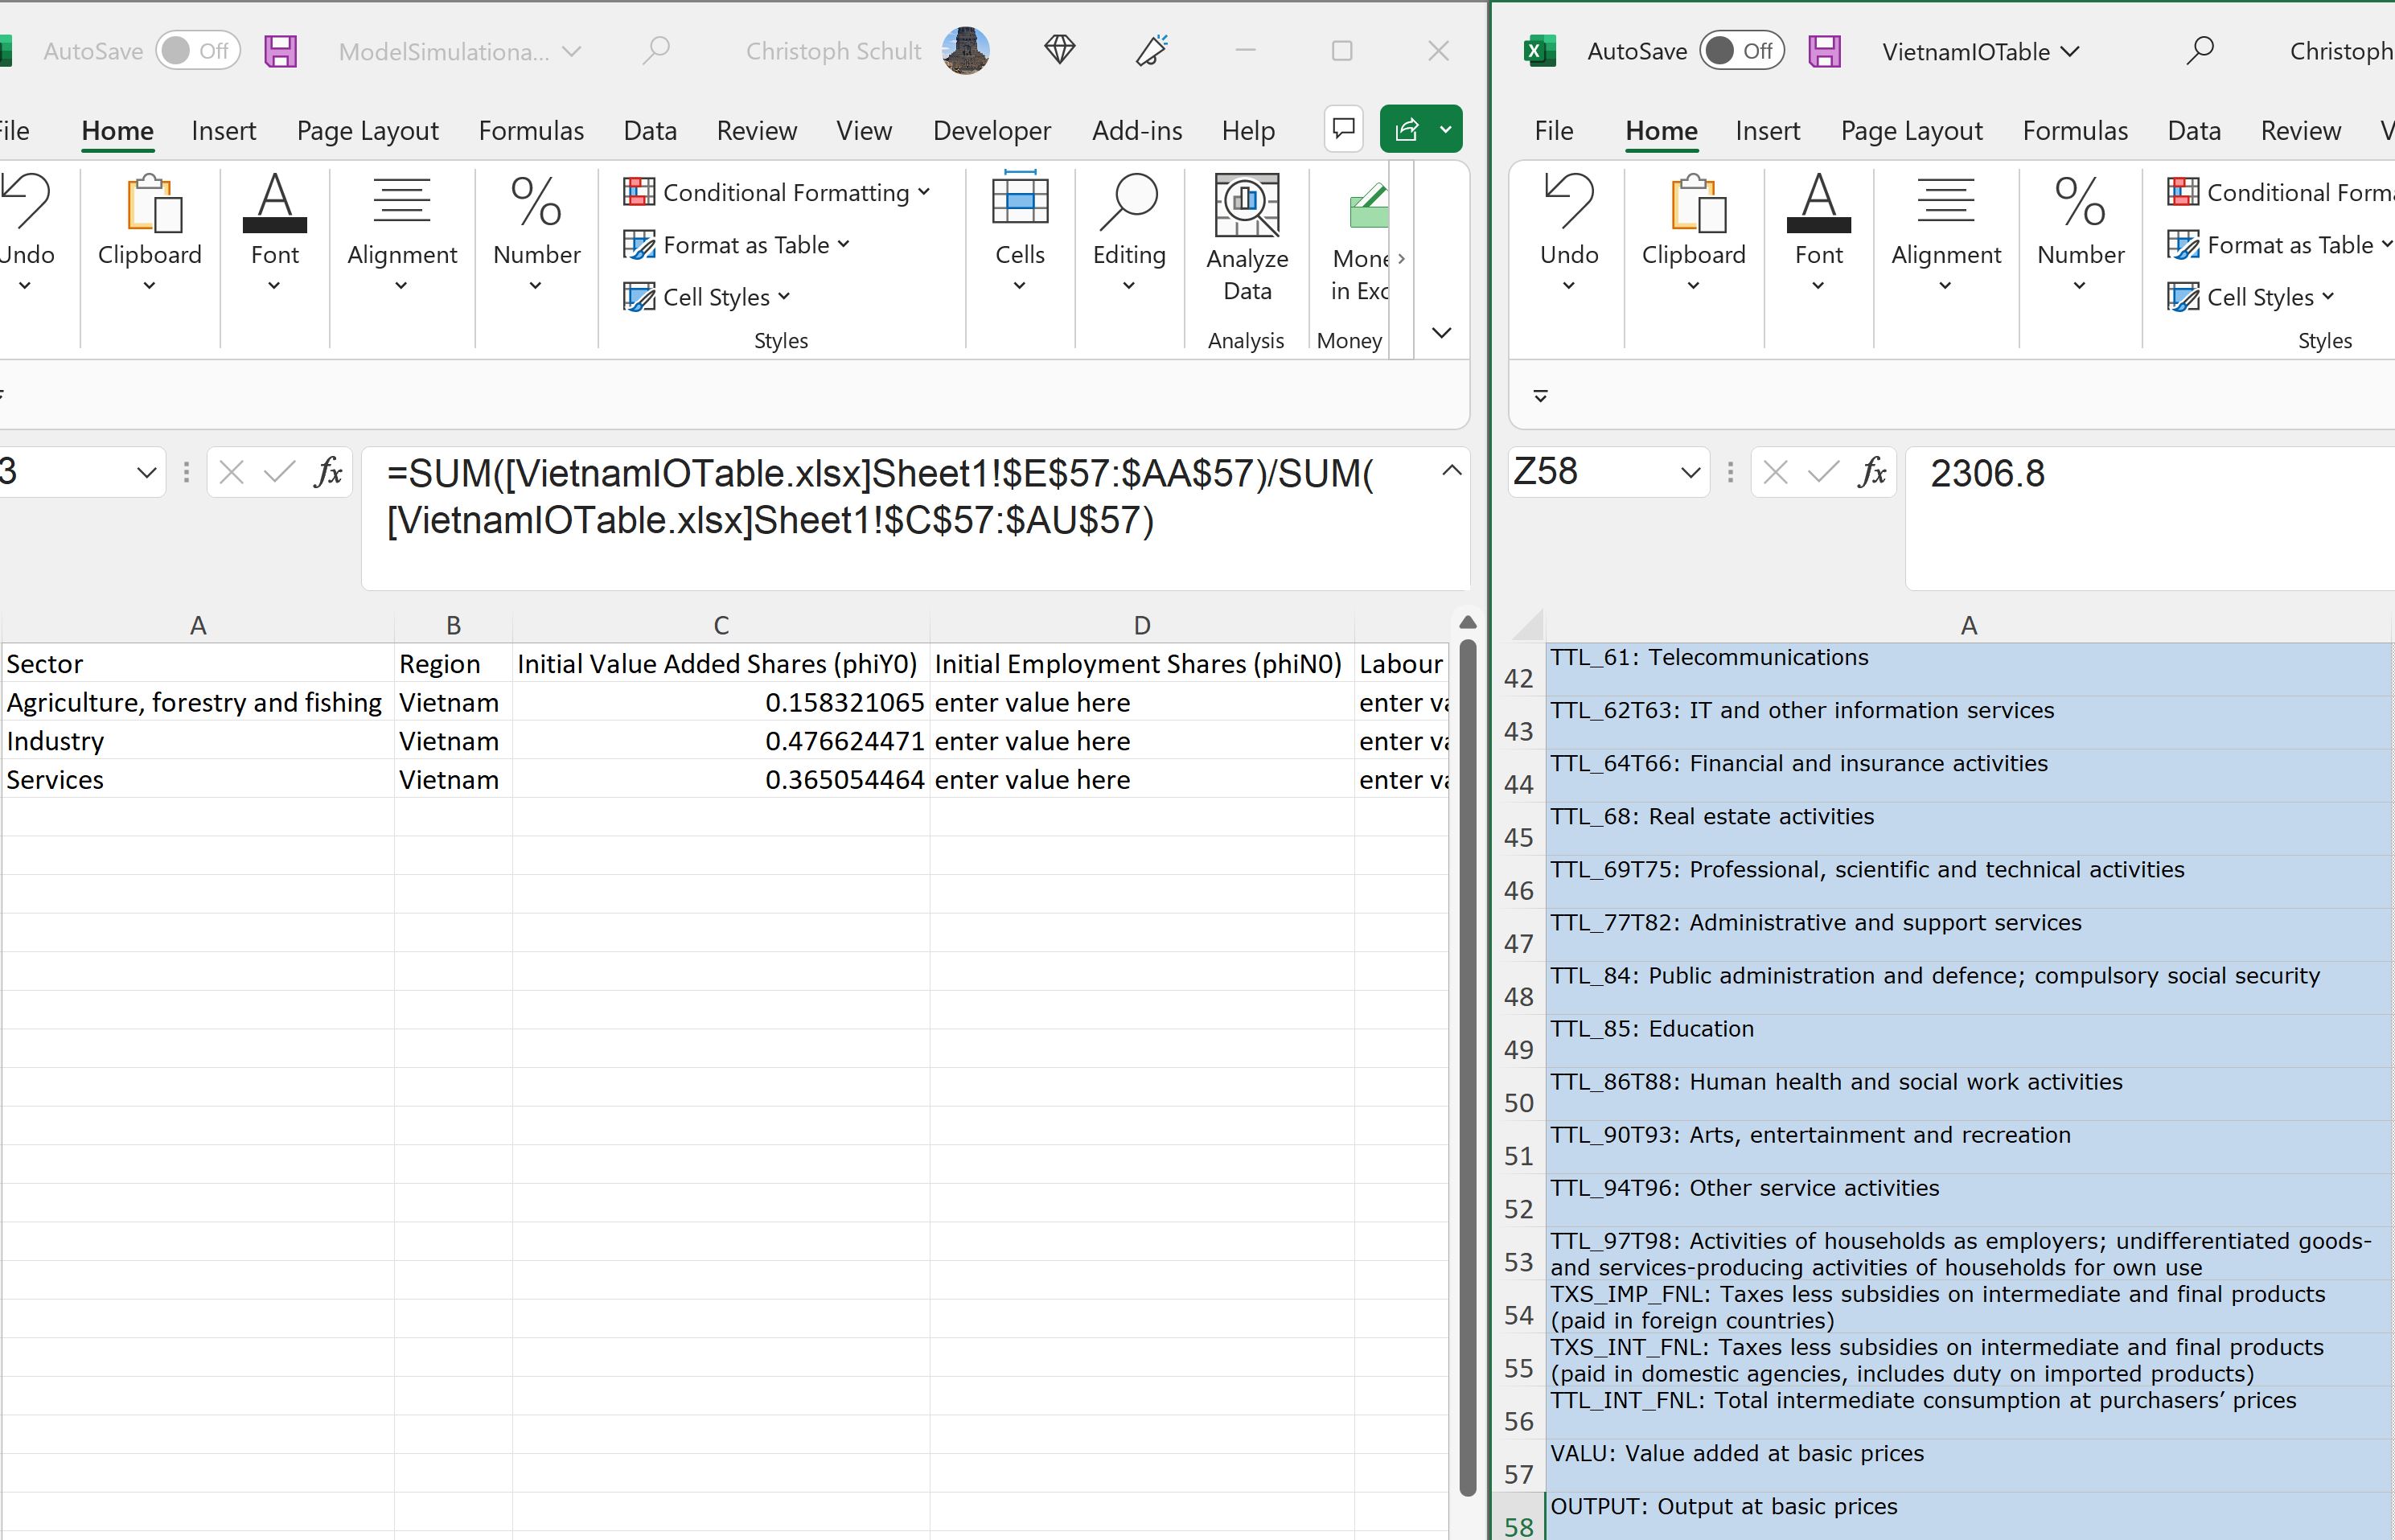 AutoSave Off ModelSimulationa... Christoph Schult
File Home Insert Page Layout Formulas Data Review View Developer Add-ins Help
Undo Clipboard Font Alignment Number
Conditional Formatting
Format as Table
Cell Styles
Styles
Cells Editing
Analyze
Data
Analysis
Money
3 fx =SUM([VietnamIOTable.xlsx]Sheet1!$E$57:$AA$57)/SUM(
[VietnamIOTable.xlsx]Sheet1!$C$57:$AU$57)
A B C D
Sector Region Initial Value Added Shares (phiY0) Initial Employment Shares (phiN0) Labour
Agriculture, forestry and fishing Vietnam 0.158321065 enter value here enter
Industry Vietnam 0.476624471 enter value here enter
Services Vietnam 0.365054464 enter value here enter
X AutoSave Off VietnamIOTable Christoph
File Home Insert Page Layout Formulas Data Review
Undo Clipboard Font Alignment Number
Conditional
Format as Table
Cell Styles
Styles
Z58 fx 2306.8
A
42 TTL_61: Telecommunications
43 TTL_62T63: IT and other information services
44 TTL_64T66: Financial and insurance activities
45 TTL_68: Real estate activities
46 TTL_69T75: Professional, scientific and technical activities
47 TTL_77T82: Administrative and support services
48 TTL_84: Public administration and defence; compulsory social security
49 TTL_85: Education
50 TTL_86T88: Human health and social work activities
51 TTL_90T93: Arts, entertainment and recreation
52 TTL_94T96: Other service activities
53 TTL_97T98: Activities of households as employers; undifferentiated goods-
and services-producing activities of households for own use
54 TXS_IMP_FNL: Taxes less subsidies on intermediate and final products
(paid in foreign countries)
55 TXS_INT_FNL: Taxes less subsidies on intermediate and final products
(paid in domestic agencies, includes duty on imported products)
56 TTL_INT_FNL: Total intermediate consumption at purchasers’ prices
57 VALU: Value added at basic prices
58 OUTPUT: Output at basic prices